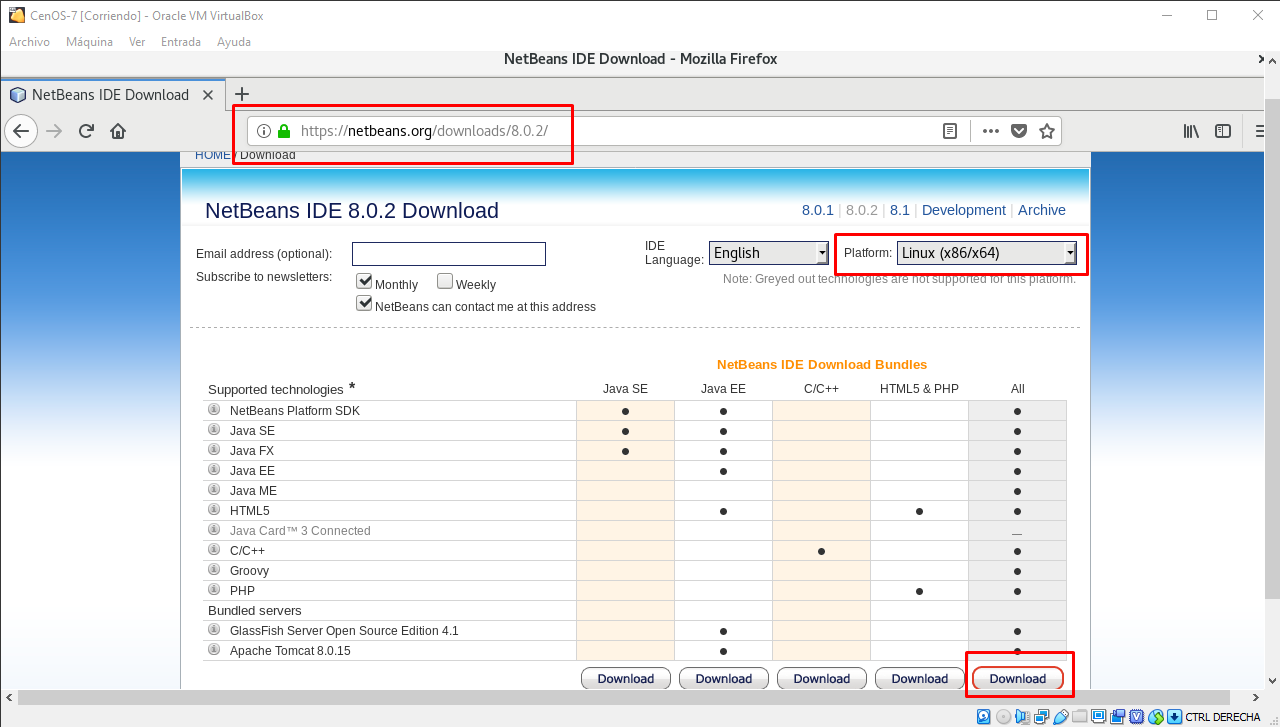 CenOS-7 [Corriendo] - Oracle VM VirtualBox
Archivo Máquina Ver Entrada Ayuda
NetBeans IDE Download - Mozilla Firefox
NetBeans IDE Download
https://netbeans.org/downloads/8.0.2/
HOME / Download
NetBeans IDE 8.0.2 Download
8.0.1 | 8.0.2 | 8.1 | Development | Archive
Email address (optional):
IDE Language: English
Platform: Linux (x86/x64)
Subscribe to newsletters:
Monthly Weekly
Note: Greyed out technologies are not supported for this platform.
NetBeans can contact me at this address
NetBeans IDE Download Bundles
Supported technologies * Java SE Java EE C/C++ HTML5 & PHP All
NetBeans Platform SDK
Java SE
Java FX
Java EE
Java ME
HTML5
Java Card™ 3 Connected —
C/C++
Groovy
PHP
Bundled servers
GlassFish Server Open Source Edition 4.1
Apache Tomcat 8.0.15
Download Download Download Download Download
CTRL DERECHA